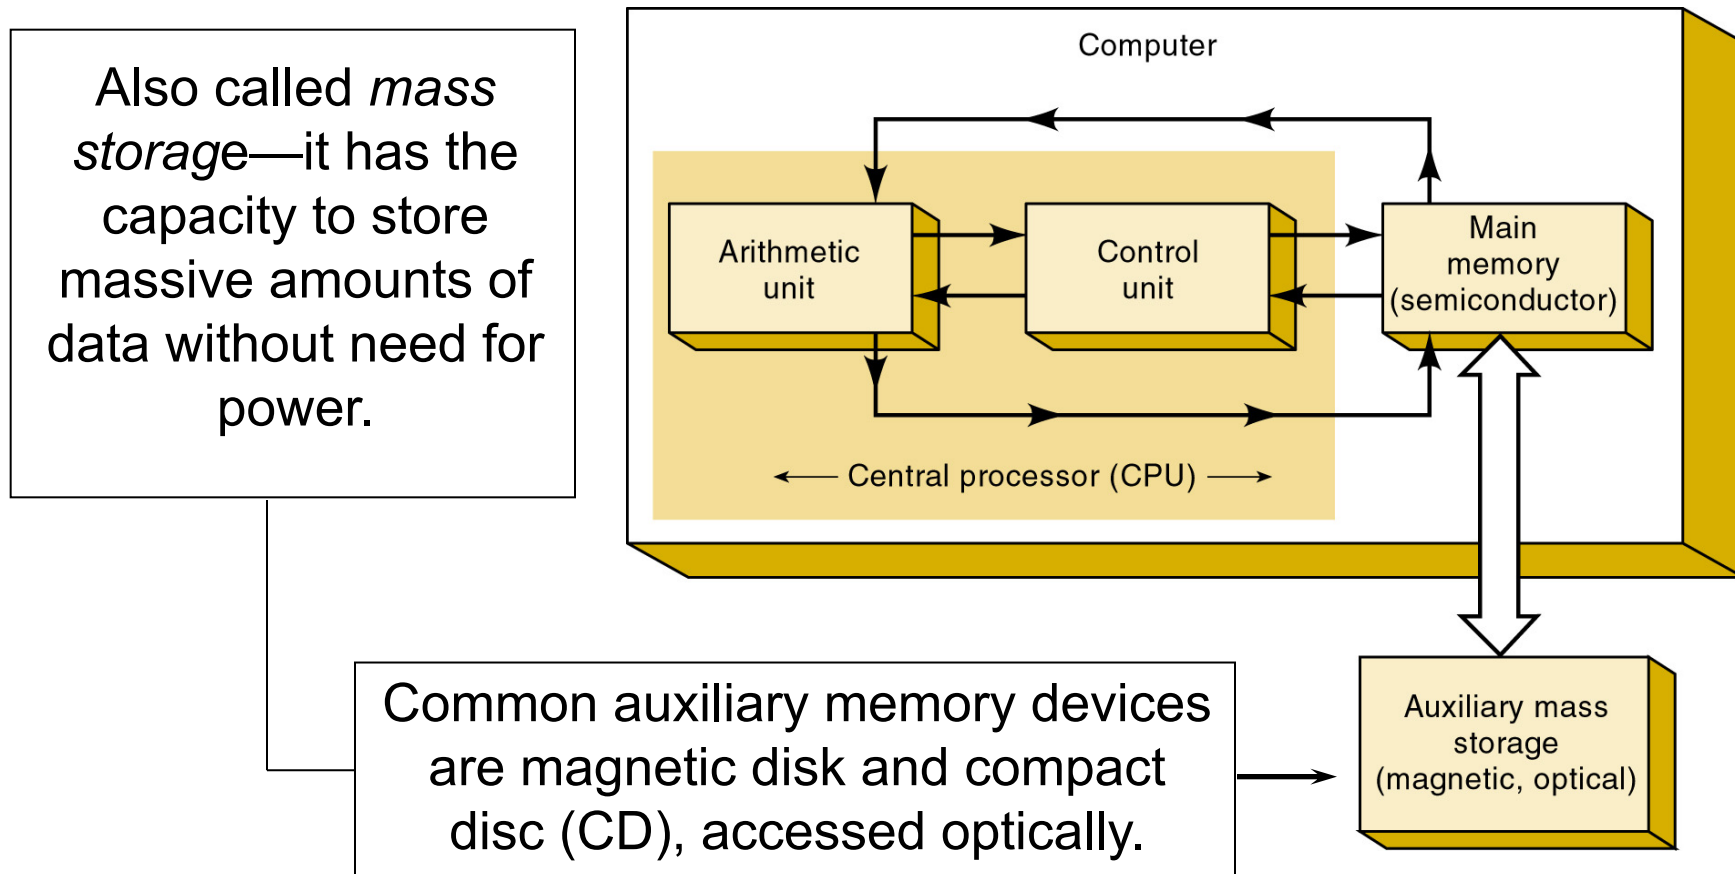 Also called mass
storage—it has the
capacity to store
massive amounts of
data without need for
power.
Computer
Arithmetic
unit
Control
unit
Main
memory
(semiconductor)
Central processor (CPU)
Common auxiliary memory devices
are magnetic disk and compact
disc (CD), accessed optically.
Auxiliary mass
storage
(magnetic, optical)